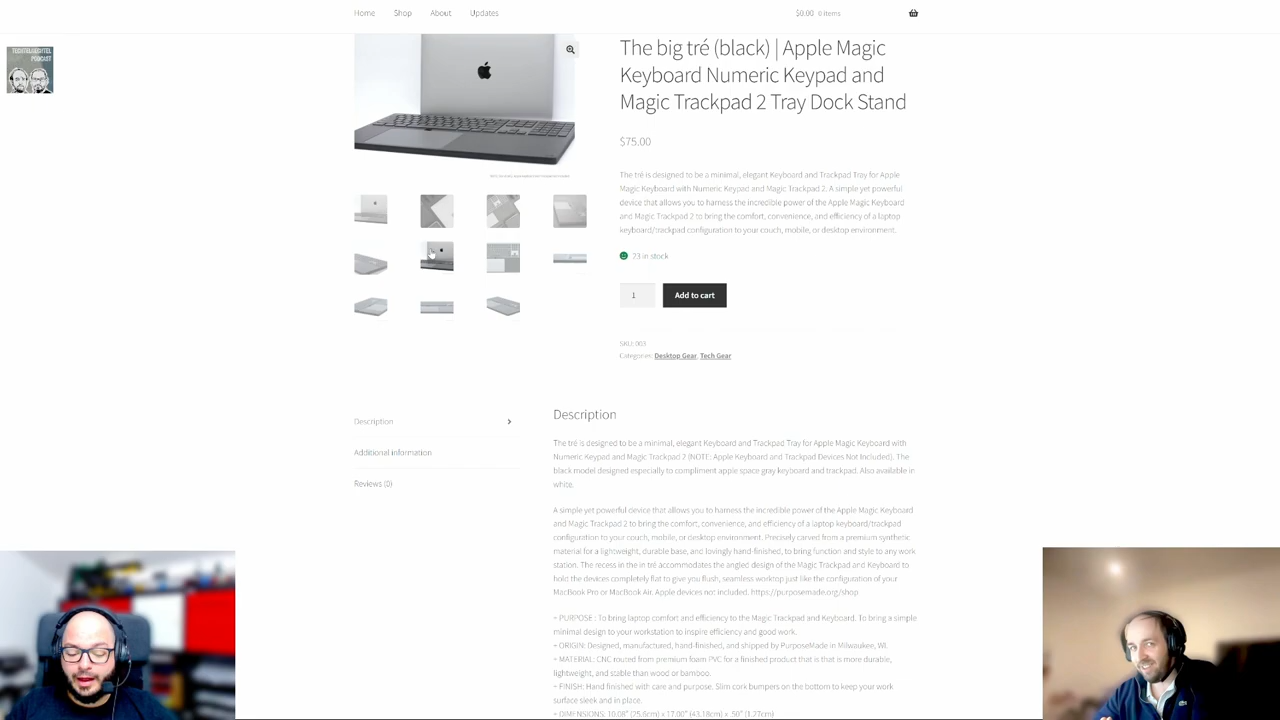 Home Shop About Updates
$0.00 0 items
TECHTELMECHTEL
PODCAST
The big tré (black) | Apple Magic
Keyboard Numeric Keypad and
Magic Trackpad 2 Tray Dock Stand
$75.00
The tré is designed to be a minimal, elegant Keyboard and Trackpad Tray for Apple
Magic Keyboard with Numeric Keypad and Magic Trackpad 2. A simple yet powerful
device that allows you to harness the incredible power of the Apple Magic Keyboard
and Magic Trackpad 2 to bring the comfort, convenience, and efficiency of a laptop
keyboard/trackpad configuration to your couch, mobile, or desktop environment.
23 in stock
1
Add to cart
SKU: 003
Categories: Desktop Gear, Tech Gear
Description
Additional information
Reviews (0)
Description
The tré is designed to be a minimal, elegant Keyboard and Trackpad Tray for Apple Magic Keyboard with
Numeric Keypad and Magic Trackpad 2 (NOTE: Apple Keyboard and Trackpad Devices Not Included). The
black model designed especially to compliment apple space gray keyboard and trackpad. Also available in
white.
A simple yet powerful device that allows you to harness the incredible power of the Apple Magic Keyboard
and Magic Trackpad 2 to bring the comfort, convenience, and efficiency of a laptop keyboard/trackpad
configuration to your couch, mobile, or desktop environment. Precisely carved from a premium synthetic
material for a lightweight, durable base, and lovingly hand-finished, to bring function and style to any work
station. The recess in the in tré accommodates the angled design of the Magic Trackpad and Keyboard to
hold the devices completely flat to give you flush, seamless worktop just like the configuration of your
MacBook Pro or MacBook Air. Apple devices not included. https://purposemade.org/shop
~ PURPOSE : To bring laptop comfort and efficiency to the Magic Trackpad and Keyboard. To bring a simple
minimal design to your workstation to inspire efficiency and good work.
~ ORIGIN: Designed, manufactured, hand-finished, and shipped by PurposeMade in Milwaukee, WI.
~ MATERIAL: CNC routed from premium foam PVC for a finished product that is that is more durable,
lightweight, and stable than wood or bamboo.
~ FINISH: Hand finished with care and purpose. Slim cork bumpers on the bottom to keep your work
surface sleek and in place.
~ DIMENSIONS: 10.08" (25.6cm) x 17.00" (43.18cm) x .50" (1.27cm)